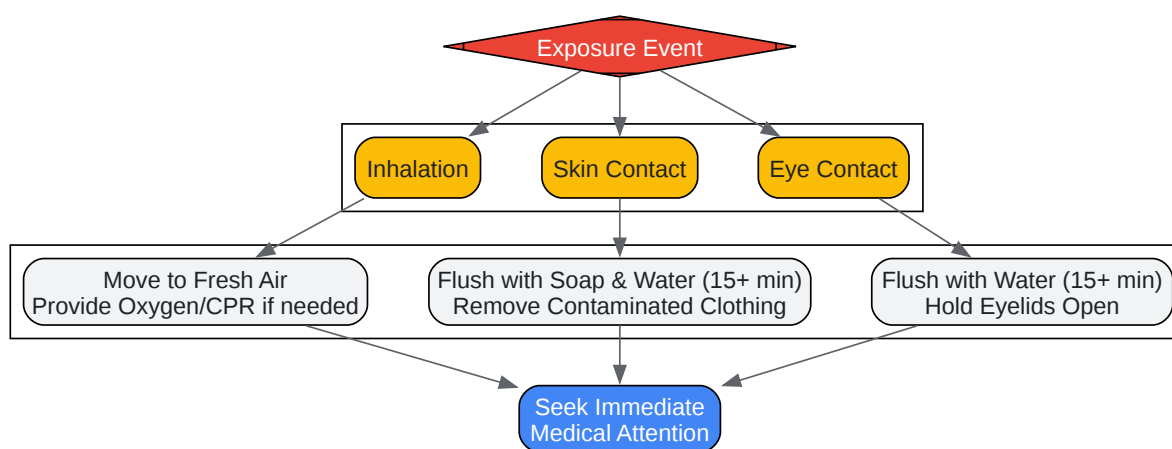 Exposure Event
Inhalation
Skin Contact
Eye Contact
Move to Fresh Air
Provide Oxygen/CPR if needed
Flush with Soap & Water (15+ min)
Remove Contaminated Clothing
Flush with Water (15+ min)
Hold Eyelids Open
Seek Immediate
Medical Attention